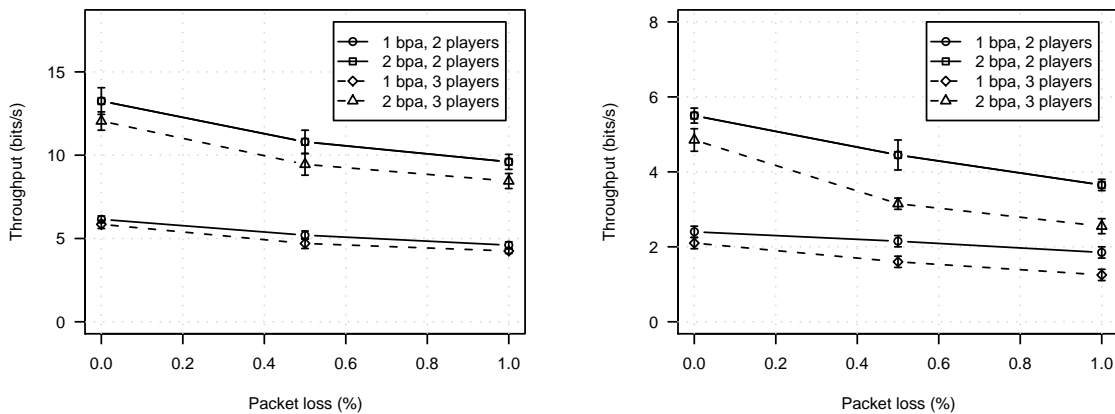 1 bpa, 2 players
2 bpa, 2 players
1 bpa, 3 players
2 bpa, 3 players
Throughput (bits/s)
15
10
5
0
0.0 0.2 0.4 0.6 0.8 1.0
Packet loss (%)
1 bpa, 2 players
2 bpa, 2 players
1 bpa, 3 players
2 bpa, 3 players
Throughput (bits/s)
8
6
4
2
0
0.0 0.2 0.4 0.6 0.8 1.0
Packet loss (%)